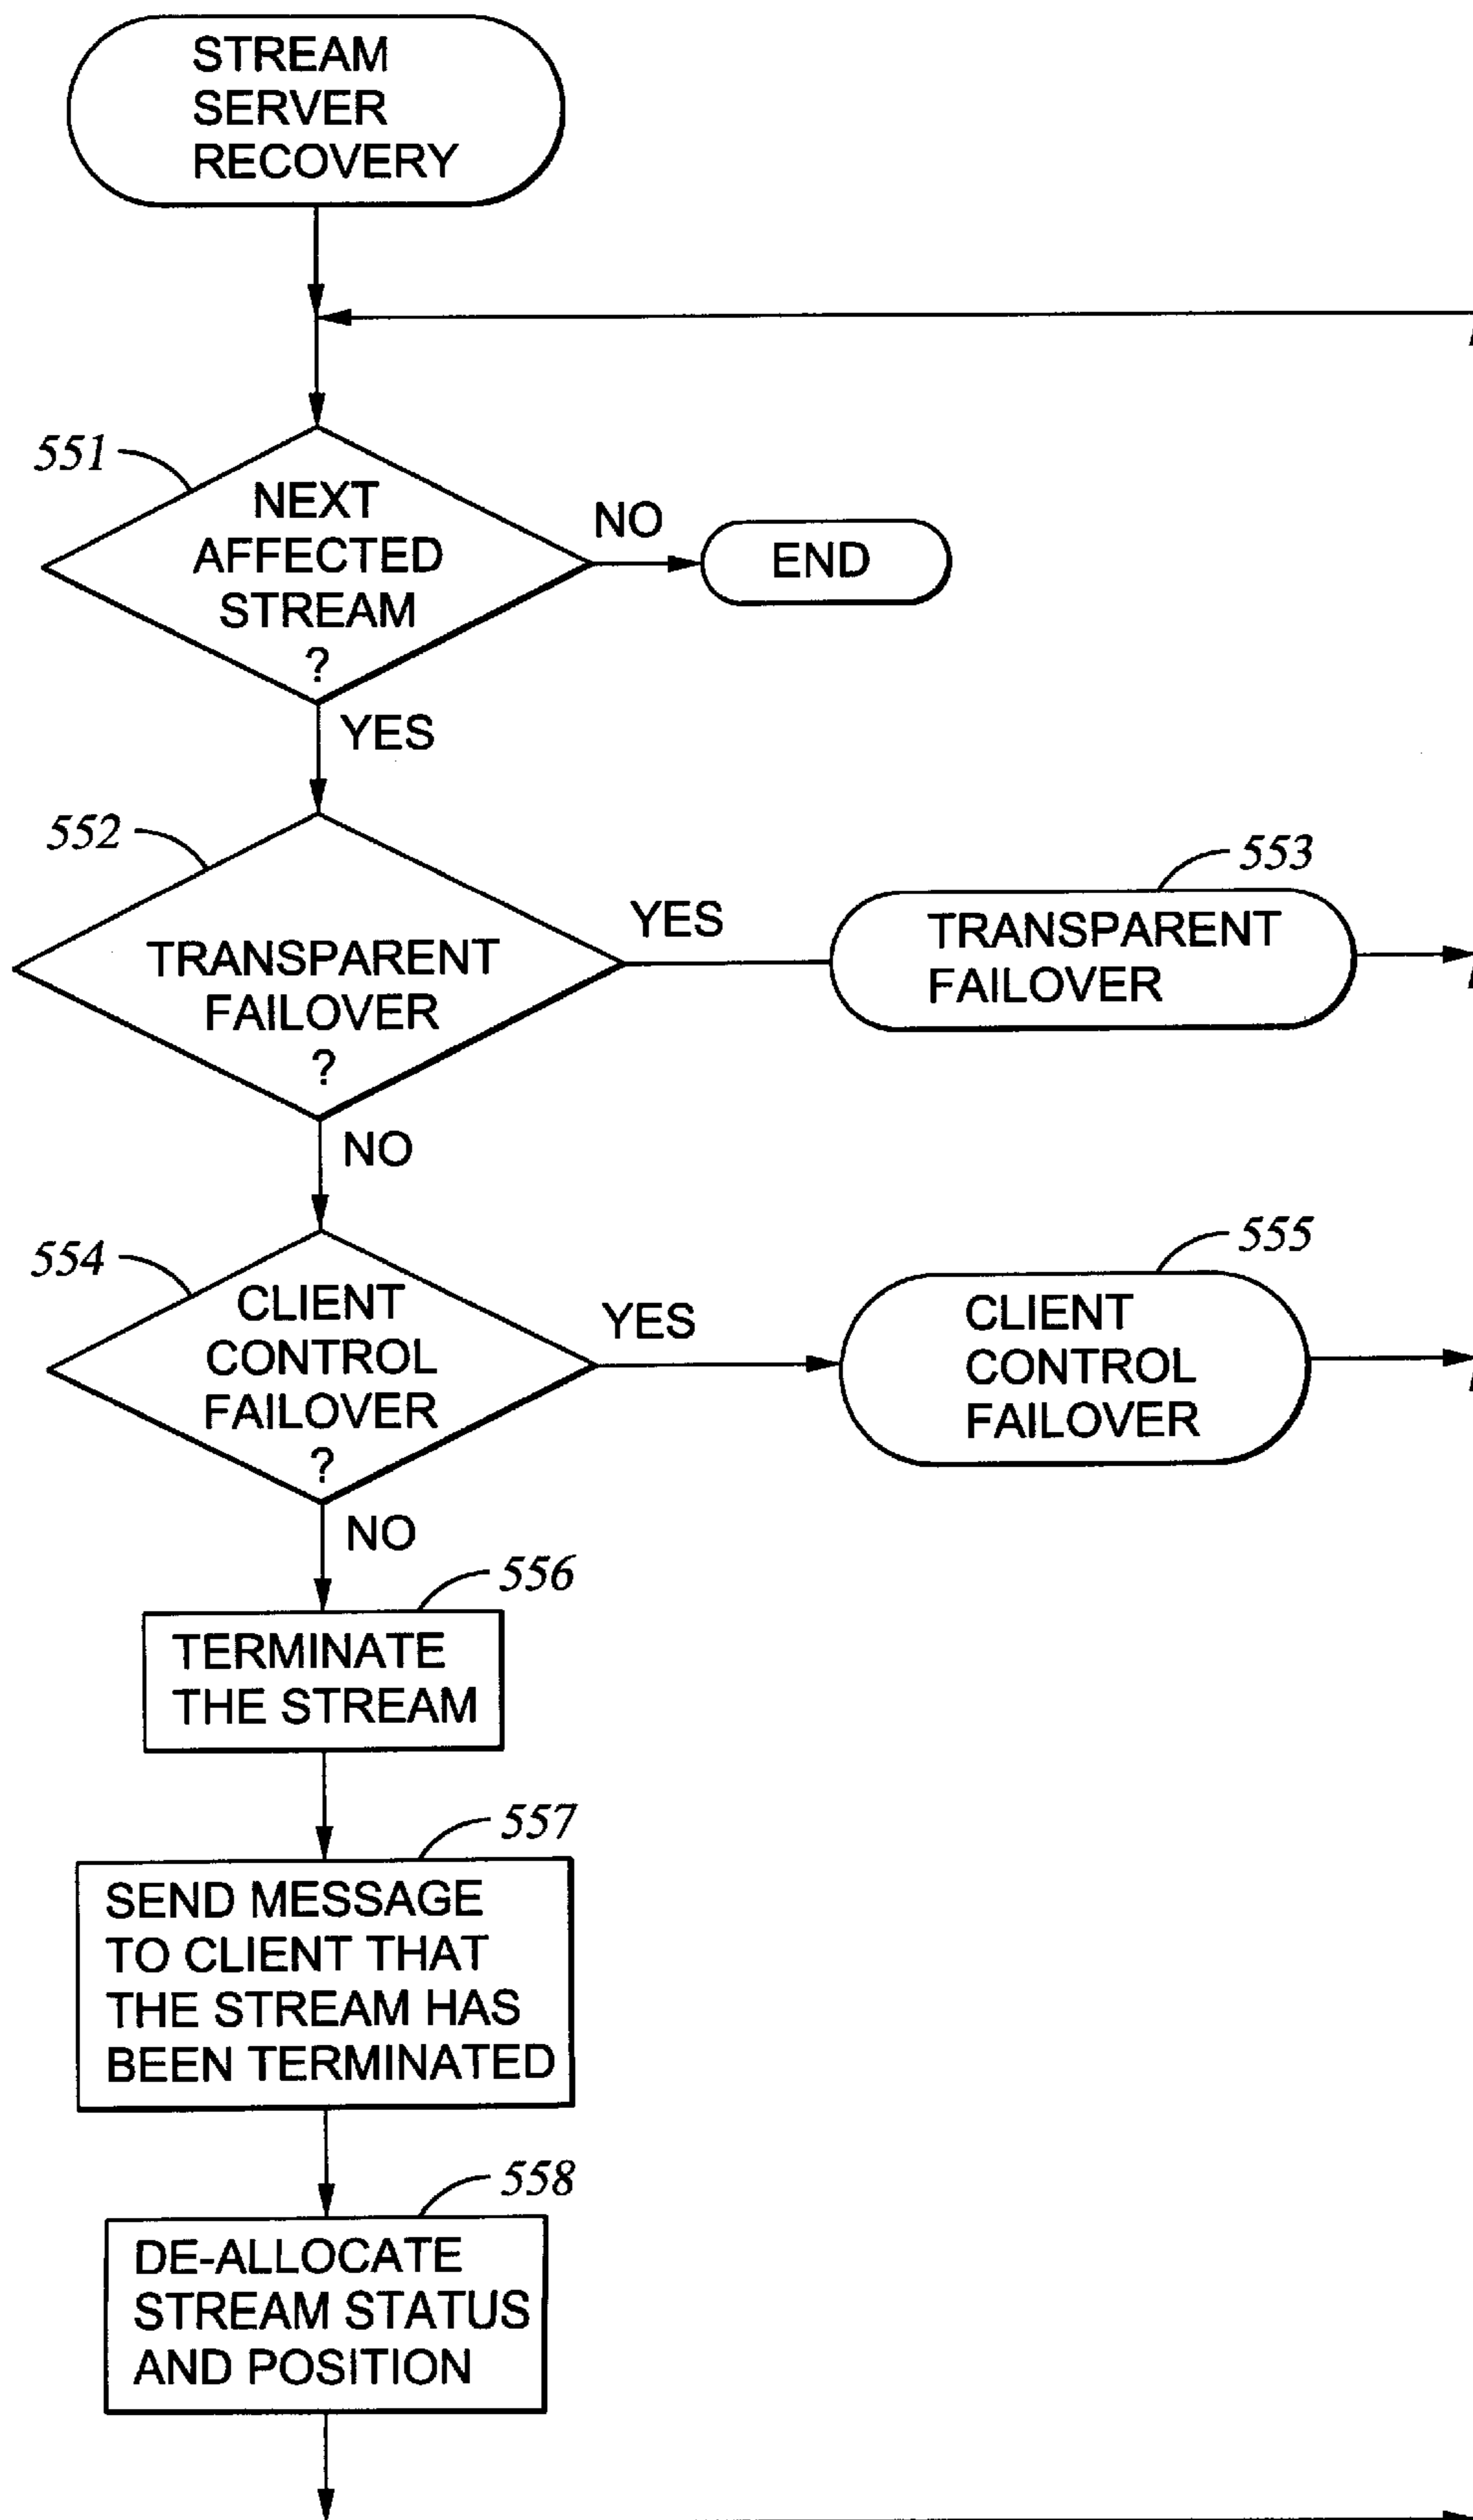 STREAM
SERVER
RECOVERY
551
NEXT
AFFECTED
STREAM
?
NO
END
YES
552
TRANSPARENT
FAILOVER
?
YES
553
TRANSPARENT
FAILOVER
NO
554
CLIENT
CONTROL
FAILOVER
?
YES
555
CLIENT
CONTROL
FAILOVER
NO
556
TERMINATE
THE STREAM
557
SEND MESSAGE
TO CLIENT THAT
THE STREAM HAS
BEEN TERMINATED
558
DE-ALLOCATE
STREAM STATUS
AND POSITION